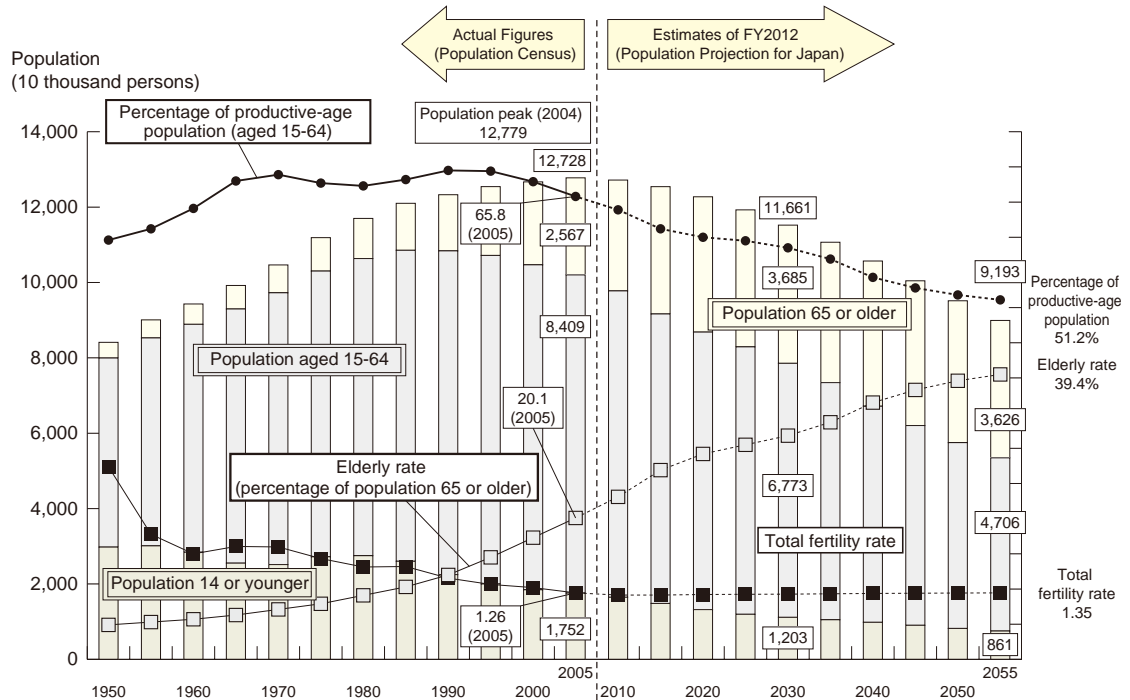 Actual Figures
(Population Census)
Estimates of FY2012
(Population Projection for Japan)
Population
(10 thousand persons)
Percentage of productive-age
population (aged 15-64)
Population peak (2004)
12,779
14,000
12,000
10,000
8,000
6,000
4,000
2,000
0
12,728
65.8
(2005)
2,567
8,409
20.1
(2005)
11,661
3,685
9,193
Percentage of
productive-age
population
51.2%
Population 65 or older
Population aged 15-64
Elderly rate
39.4%
3,626
Elderly rate
(percentage of population 65 or older)
6,773
4,706
Total fertility rate
Population 14 or younger
1.26
(2005)
1,752
1,203
861
Total
fertility rate
1.35
1950 1960 1970 1980 1990 2000 2005 2010 2020 2030 2040 2050 2055